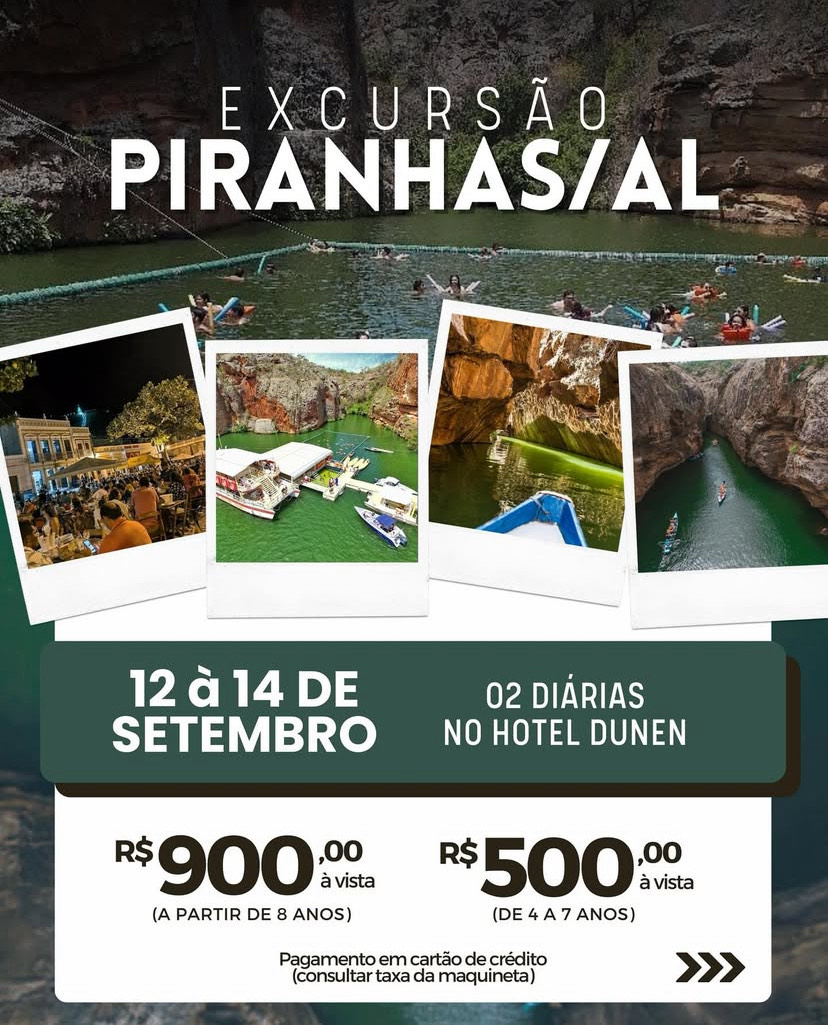 EXCURSÃO
PIRANHAS/AL
12 à 14 DE
SETEMBRO
02 DIÁRIAS
NO HOTEL DUNEN
R$900,00
à vista
(A PARTIR DE 8 ANOS)
R$500,00
à vista
(DE 4 A 7 ANOS)
Pagamento em cartão de crédito
(consultar taxa da maquineta)